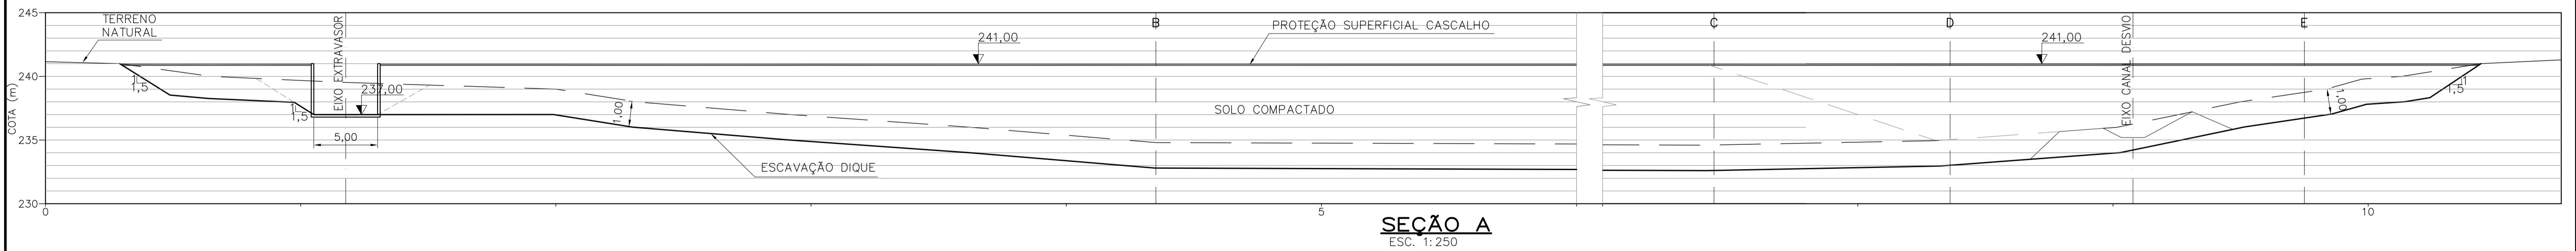 245
240
235
230
COTA (m)
TERRENO
NATURAL
EIXO EXTRAVASOR
B
PROTEÇÃO SUPERFICIAL CASCALHO
C
D
EIXO CANAL DESVIO
E
241,00
241,00
1
1,5
1
1,5
237,00
5,00
1,00
SOLO COMPACTADO
1,00
1
1,5
ESCAVAÇÃO DIQUE
0
5
10
SEÇÃO A
ESC. 1:250